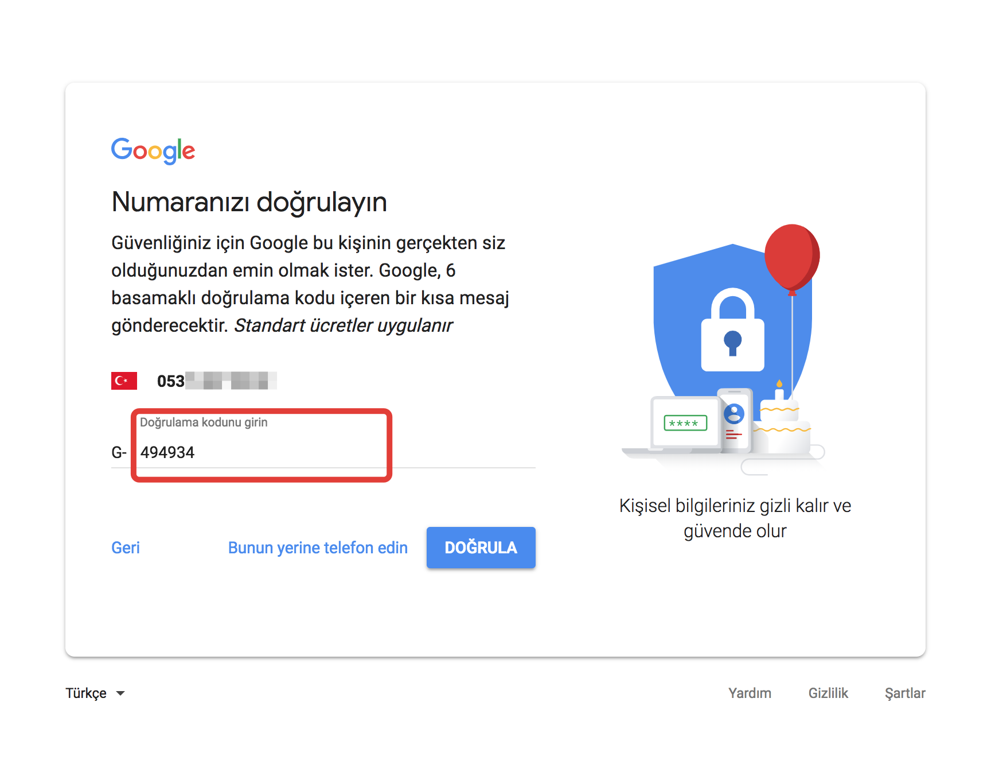 Google
Numaranızı doğrulayın
Güvenliğiniz için Google bu kişinin gerçekten siz
olduğunuzdan emin olmak ister. Google, 6
basamaklı doğrulama kodu içeren bir kısa mesaj
gönderecektir. Standart ücretler uygulanır
053
Doğrulama kodunu girin
G- 494934
Geri
Bunun yerine telefon edin
DOĞRULA
****
Kişisel bilgileriniz gizli kalır ve
güvende olur
Türkçe
Yardım
Gizlilik
Şartlar